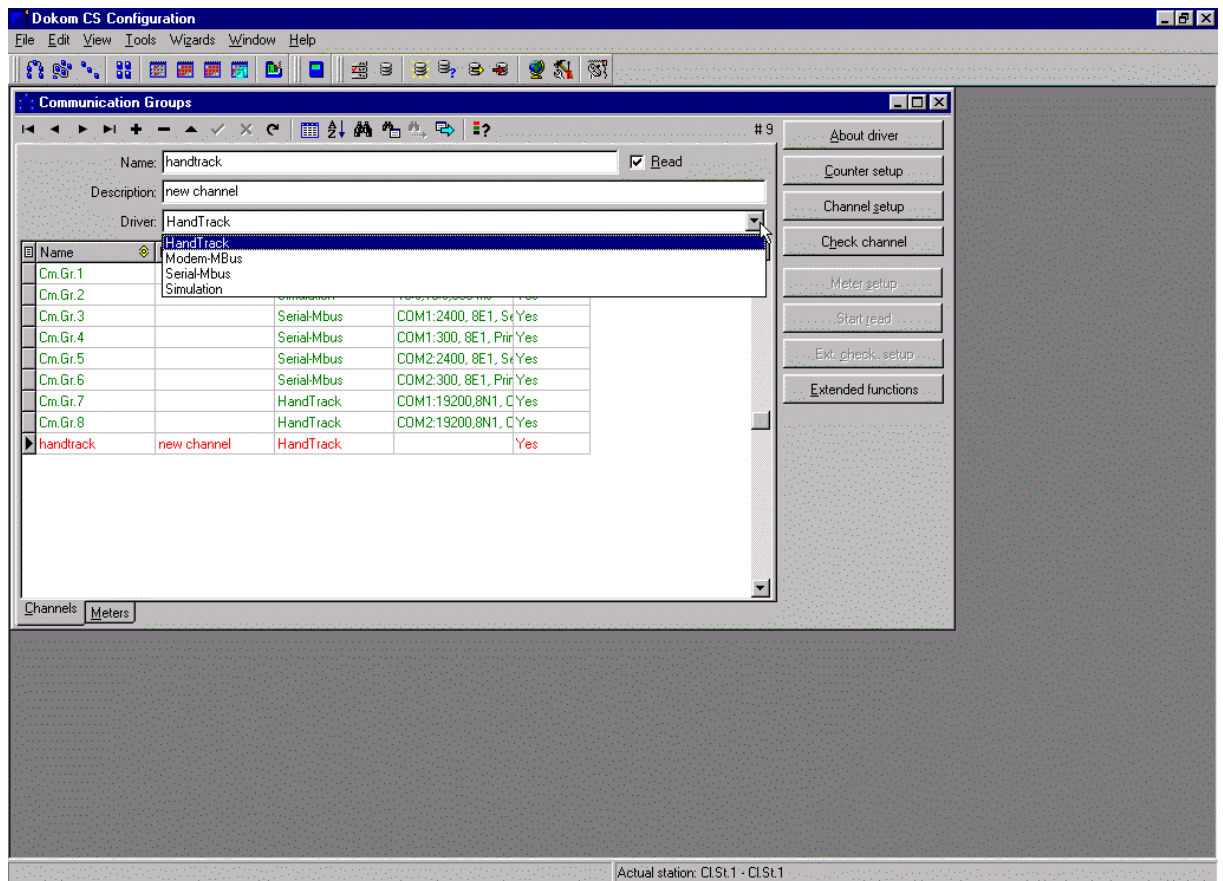 Dokom CS Configuration
File Edit View Tools Wizards Window Help
Communication Groups
# 9
Name: handtrack Read
Description: new channel
Driver: HandTrack
HandTrack
Modem-MBus
Serial-Mbus
Simulation
Name
Cm.Gr.1
Cm.Gr.2 Yes
Cm.Gr.3 Serial-Mbus COM1:2400, 8E1, Se Yes
Cm.Gr.4 Serial-Mbus COM1:300, 8E1, Prir Yes
Cm.Gr.5 Serial-Mbus COM2:2400, 8E1, Se Yes
Cm.Gr.6 Serial-Mbus COM2:300, 8E1, Prir Yes
Cm.Gr.7 HandTrack COM1:19200,8N1, C Yes
Cm.Gr.8 HandTrack COM2:19200,8N1, C Yes
handtrack new channel HandTrack Yes
Channels Meters
About driver
Counter setup
Channel setup
Check channel
Meter setup
Start read
Ext. check. setup
Extended functions
Actual station: Cl.St.1 - Cl.St.1